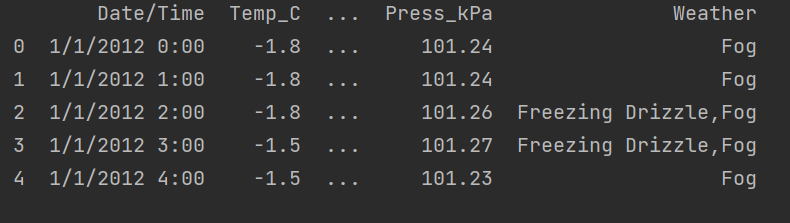 Date/Time Temp_C ... Press_kPa Weather
0 1/1/2012 0:00 -1.8 ... 101.24 Fog
1 1/1/2012 1:00 -1.8 ... 101.24 Fog
2 1/1/2012 2:00 -1.8 ... 101.26 Freezing Drizzle,Fog
3 1/1/2012 3:00 -1.5 ... 101.27 Freezing Drizzle,Fog
4 1/1/2012 4:00 -1.5 ... 101.23 Fog